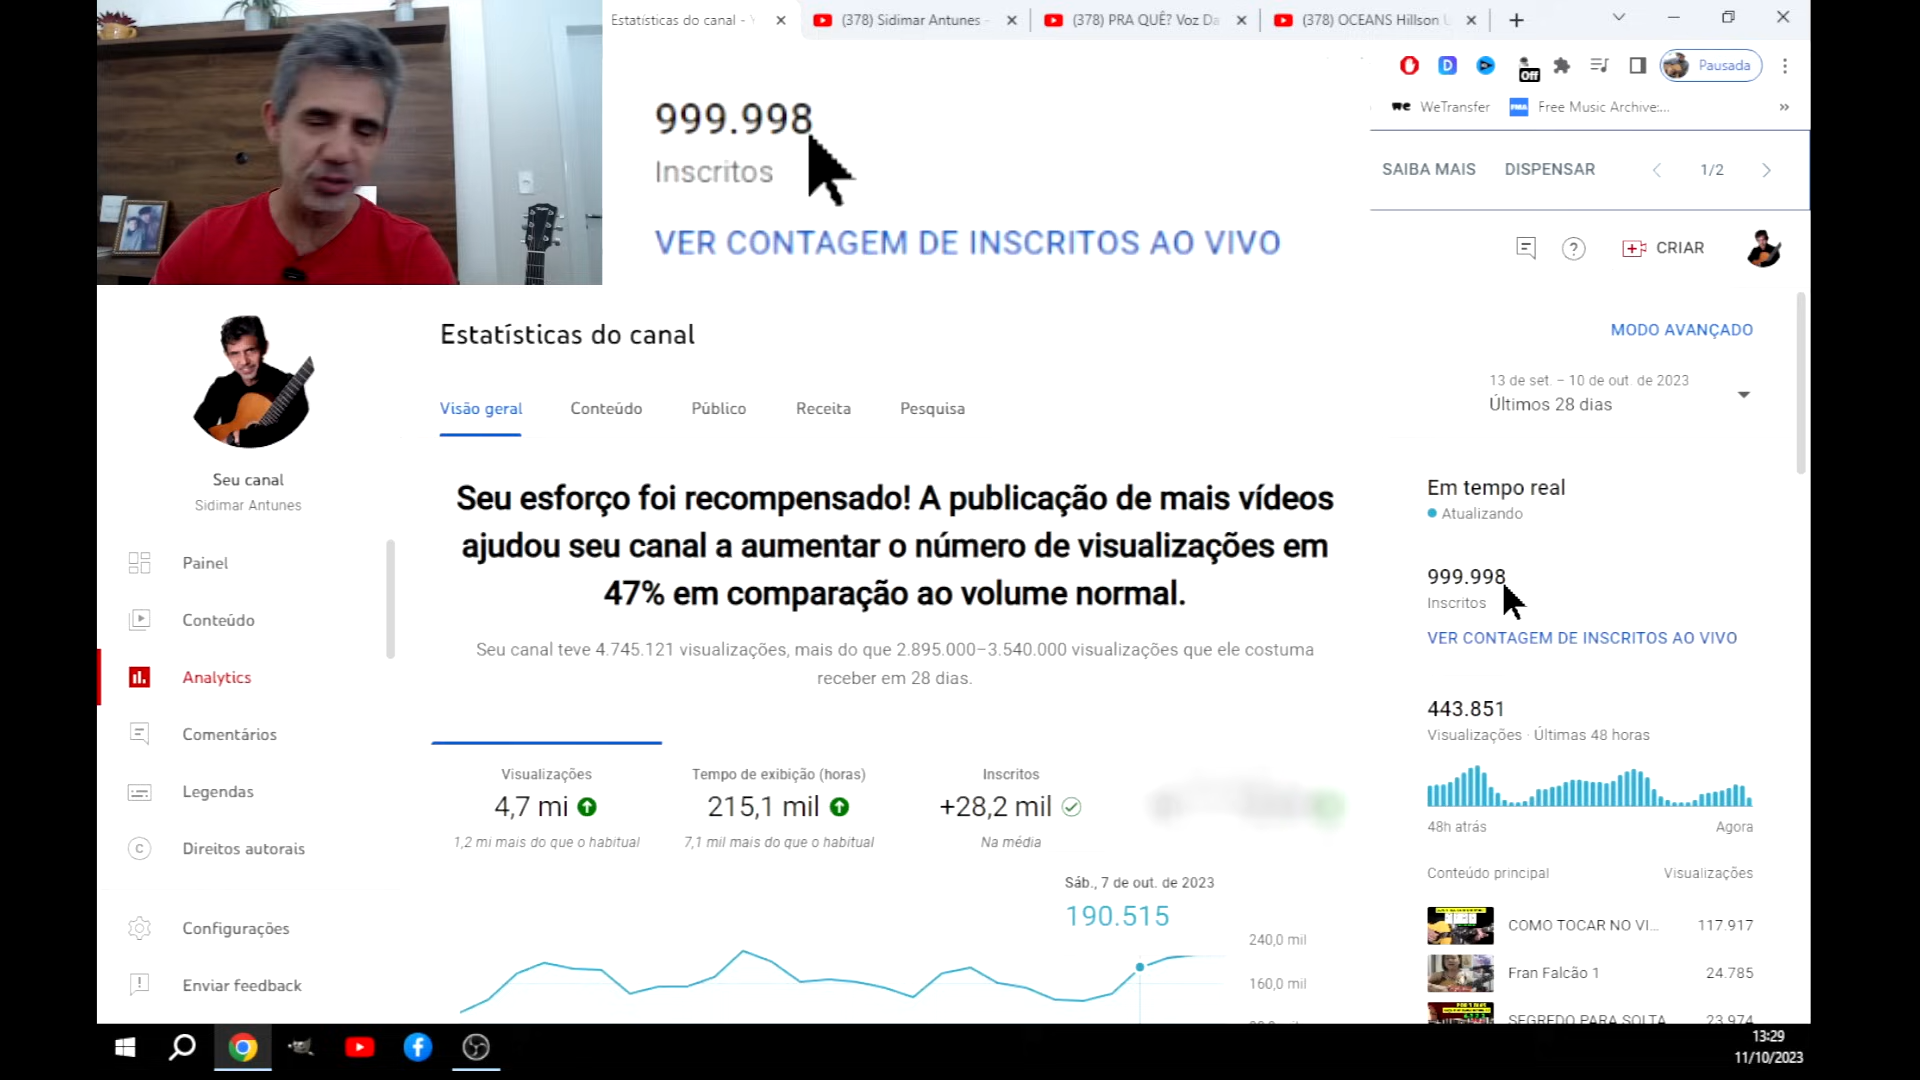 Estatísticas do canal -
(378) Sidimar Antunes
(378) PRA QUÊ? Voz Da
(378) OCEANS Hillson
Off
Pausada
WeTransfer
Free Music Archive:...
999.998
Inscritos
VER CONTAGEM DE INSCRITOS AO VIVO
SAIBA MAIS
DISPENSAR
1/2
CRIAR
Estatísticas do canal
MODO AVANÇADO
13 de set. – 10 de out. de 2023
Últimos 28 dias
Visão geral
Conteúdo
Público
Receita
Pesquisa
Seu canal
Sidimar Antunes
Painel
Conteúdo
Analytics
Comentários
Legendas
Direitos autorais
Configurações
Enviar feedback
Seu esforço foi recompensado! A publicação de mais vídeos
ajudou seu canal a aumentar o número de visualizações em
47% em comparação ao volume normal.
Seu canal teve 4.745.121 visualizações, mais do que 2.895.000–3.540.000 visualizações que ele costuma
receber em 28 dias.
Visualizações
4,7 mi
1,2 mi mais do que o habitual
Tempo de exibição (horas)
215,1 mil
7,1 mil mais do que o habitual
Inscritos
+28,2 mil
Na média
Sáb., 7 de out. de 2023
190.515
240,0 mil
160,0 mil
Em tempo real
Atualizando
999.998
Inscritos
VER CONTAGEM DE INSCRITOS AO VIVO
443.851
Visualizações · Últimas 48 horas
48h atrás
Agora
Conteúdo principal
Visualizações
COMO TOCAR NO VI...
117.917
Fran Falcão 1
24.785
SEGREDO PARA SOLTA
23.974
13:29
11/10/2023